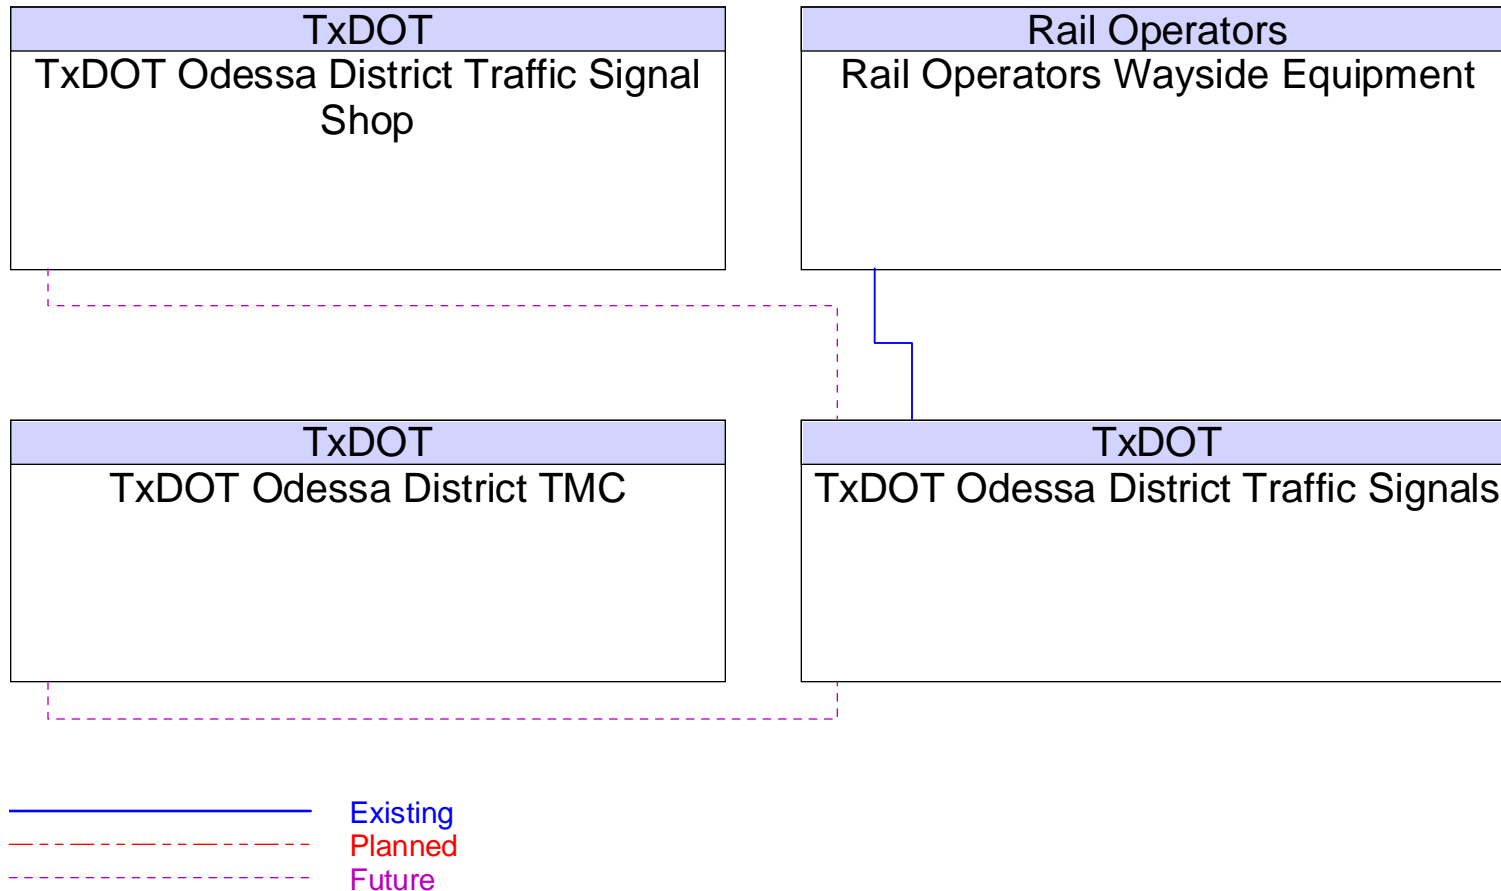 TxDOT
TxDOT Odessa District Traffic Signal
Shop
Rail Operators
Rail Operators Wayside Equipment
TxDOT
TxDOT Odessa District TMC
TxDOT
TxDOT Odessa District Traffic Signals
Existing
Planned
Future